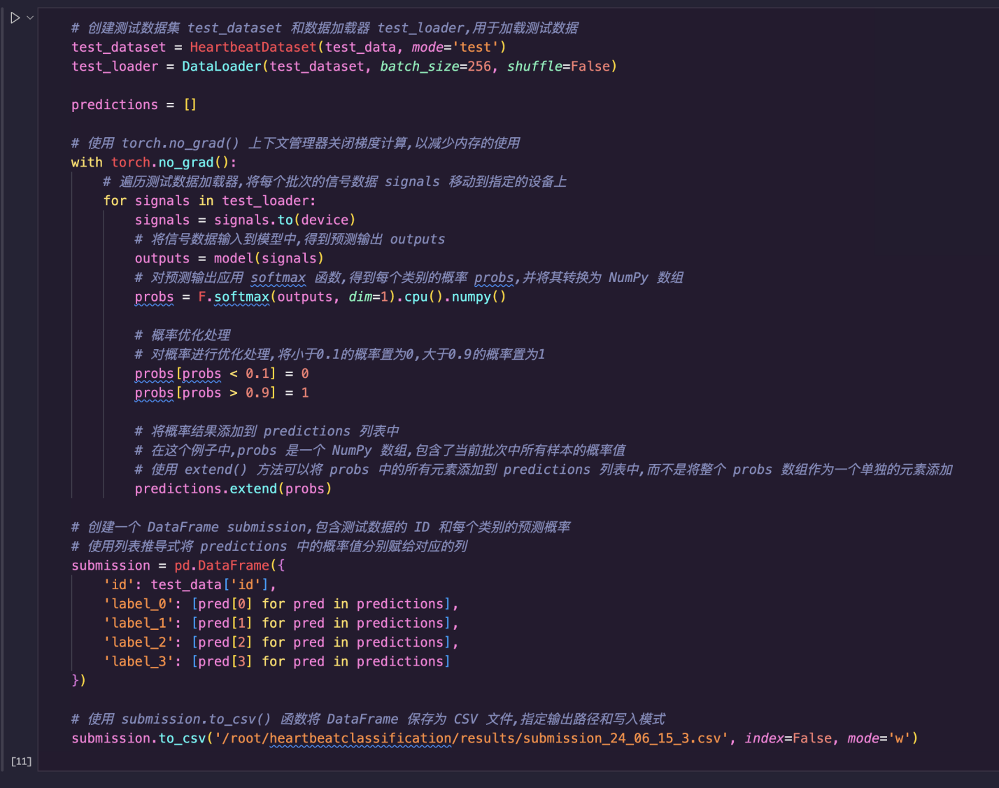 # 创建测试数据集 test_dataset 和数据加载器 test_loader,用于加载测试数据
test_dataset = HeartbeatDataset(test_data, mode='test')
test_loader = DataLoader(test_dataset, batch_size=256, shuffle=False)
predictions = []
# 使用 torch.no_grad() 上下文管理器关闭梯度计算,以减少内存的使用
with torch.no_grad():
# 遍历测试数据加载器,将每个批次的信号数据 signals 移动到指定的设备上
for signals in test_loader:
signals = signals.to(device)
# 将信号数据输入到模型中,得到预测输出 outputs
outputs = model(signals)
# 对预测输出应用 softmax 函数,得到每个类别的概率 probs,并将其转换为 NumPy 数组
probs = F.softmax(outputs, dim=1).cpu().numpy()
# 概率优化处理
# 对概率进行优化处理,将小于0.1的概率置为0,大于0.9的概率置为1
probs[probs < 0.1] = 0
probs[probs > 0.9] = 1
# 将概率结果添加到 predictions 列表中
# 在这个例子中,probs 是一个 NumPy 数组,包含了当前批次中所有样本的概率值
# 使用 extend() 方法可以将 probs 中的所有元素添加到 predictions 列表中,而不是将整个 probs 数组作为一个单独的元素添加
predictions.extend(probs)
# 创建一个 DataFrame submission,包含测试数据的 ID 和每个类别的预测概率
# 使用列表推导式将 predictions 中的概率值分别赋给对应的列
submission = pd.DataFrame({
'id': test_data['id'],
'label_0': [pred[0] for pred in predictions],
'label_1': [pred[1] for pred in predictions],
'label_2': [pred[2] for pred in predictions],
'label_3': [pred[3] for pred in predictions]
})
# 使用 submission.to_csv() 函数将 DataFrame 保存为 CSV 文件,指定输出路径和写入模式
submission.to_csv('/root/heartbeatclassification/results/submission_24_06_15_3.csv', index=False, mode='w')
[11]